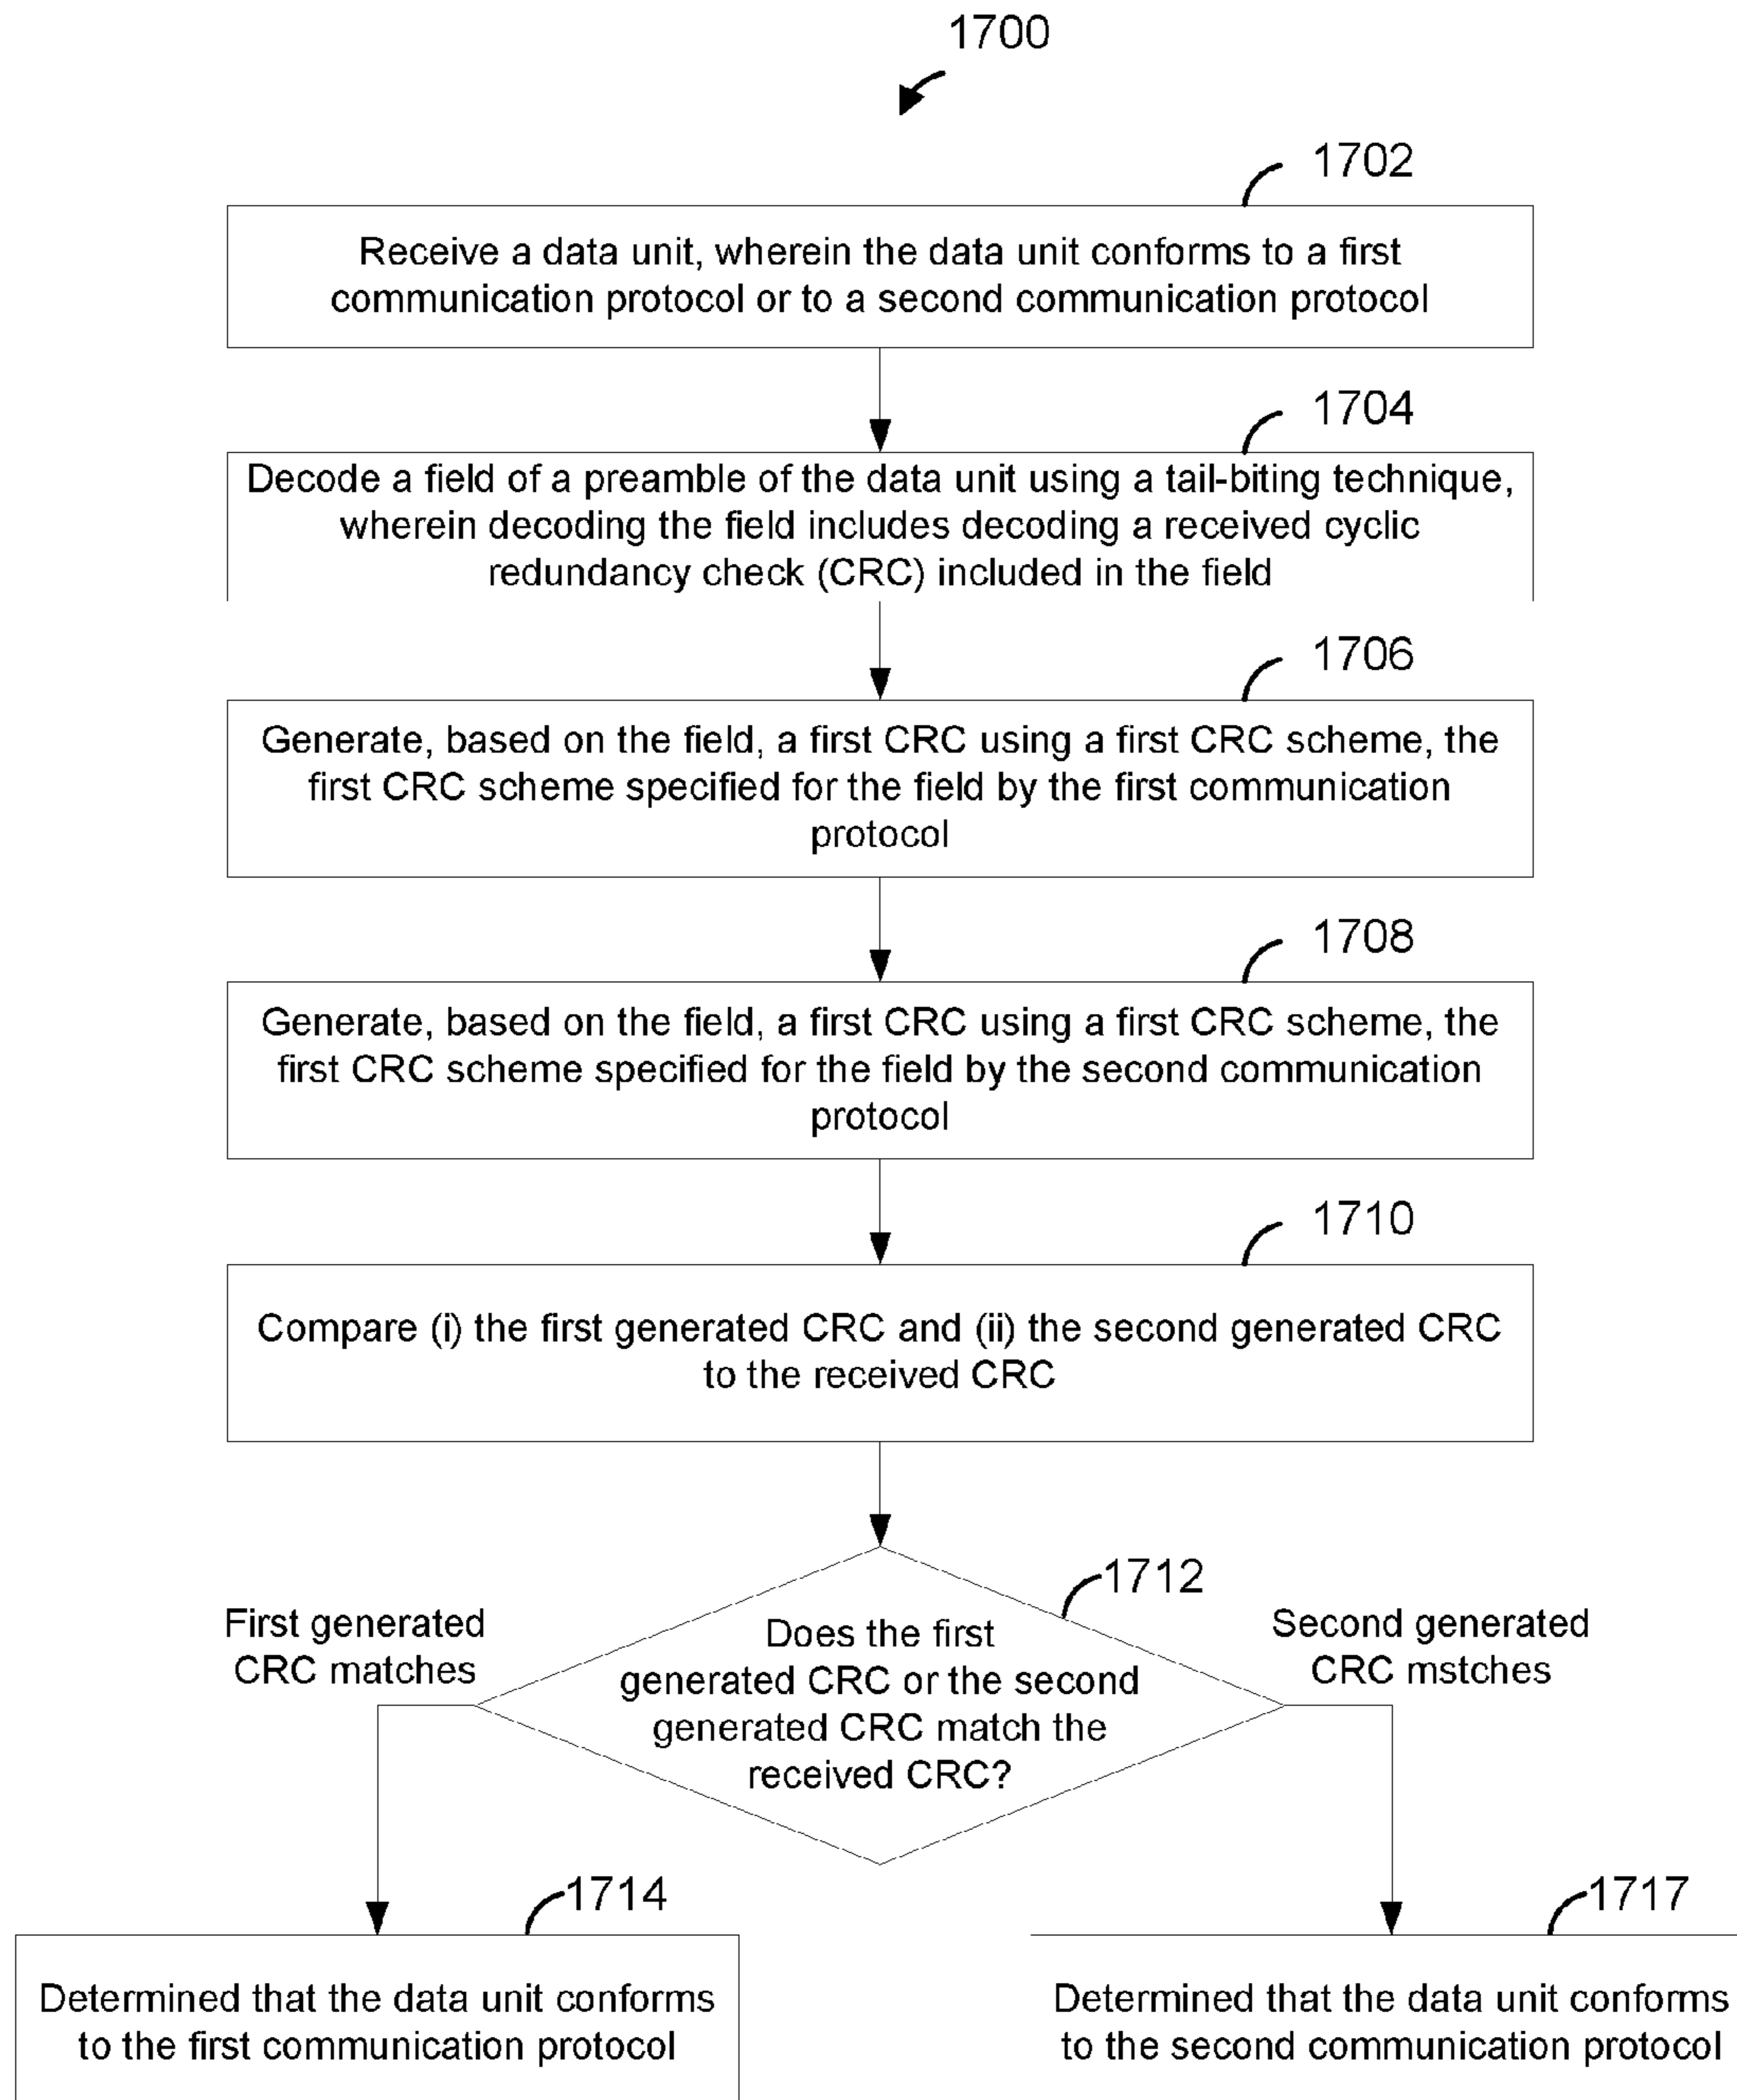 1700
1702
Receive a data unit, wherein the data unit conforms to a first
communication protocol or to a second communication protocol
1704
Decode a field of a preamble of the data unit using a tail-biting technique,
wherein decoding the field includes decoding a received cyclic
redundancy check (CRC) included in the field
1706
Generate, based on the field, a first CRC using a first CRC scheme, the
first CRC scheme specified for the field by the first communication
protocol
1708
Generate, based on the field, a first CRC using a first CRC scheme, the
first CRC scheme specified for the field by the second communication
protocol
1710
Compare (i) the first generated CRC and (ii) the second generated CRC
to the received CRC
1712
First generated
CRC matches
Does the first
generated CRC or the second
generated CRC match the
received CRC?
Second generated
CRC mstches
1714
Determined that the data unit conforms
to the first communication protocol
1717
Determined that the data unit conforms
to the second communication protocol